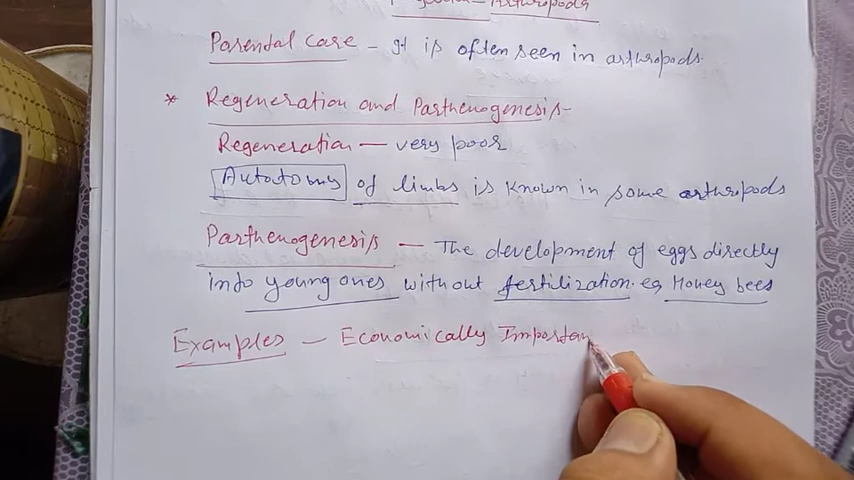 Arthropods
Parental Care - It is often seen in arthropods.
* Regeneration and Parthenogenesis-
Regeneration — very poor
Autotomy of limbs is known in some arthropods
Parthenogenesis — The development of eggs directly
into young ones without fertilization. eg Honey bees
Examples — Economically Importan